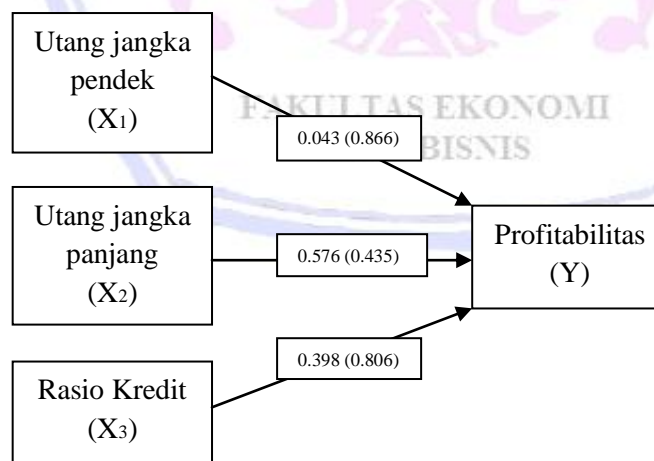 Utang jangka
pendek
(X1)
FAKULTAS EKONOMI
BISNIS
0.043 (0.866)
Utang jangka
panjang
(X2)
0.576 (0.435)
Profitabilitas
(Y)
0.398 (0.806)
Rasio Kredit
(X3)